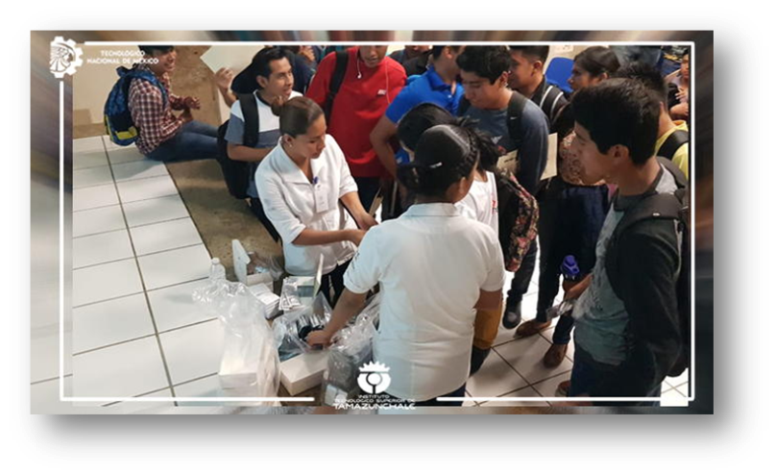 TECNOLÓGICO
NACIONAL DE MÉXICO
INSTITUTO
TECNOLÓGICO SUPERIOR DE
TAMAZUNCHALE